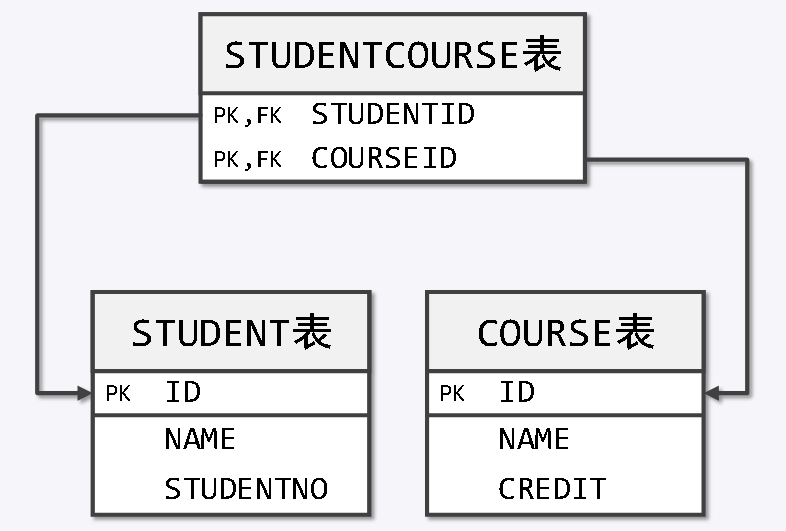 STUDENTCOURSE表
PK,FK STUDENTID
PK,FK COURSEID
STUDENT表
PK ID
NAME
STUDENTNO
COURSE表
PK ID
NAME
CREDIT